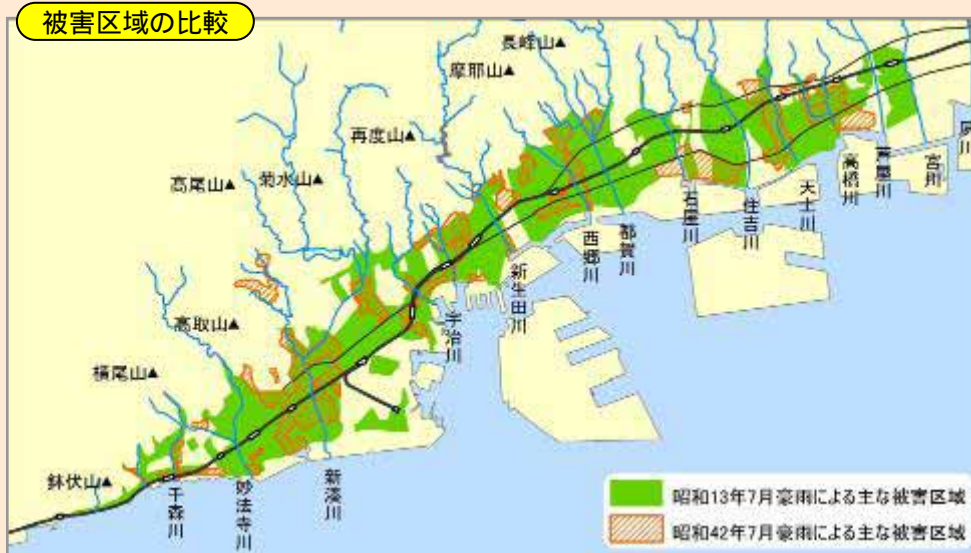 被害区域の比較
長峰山▲
摩耶山▲
再度山▲
菊水山▲
高尾山▲
高取山▲
横尾山▲
鉢伏山▲
千森川
妙法寺川
新湊川
宇治川
新生田川
西郷川
都賀川
石屋川
住吉川
天上川
高橋川
芦屋川
宮川
昭和13年7月豪雨による主な被害区域
昭和42年7月豪雨による主な被害区域